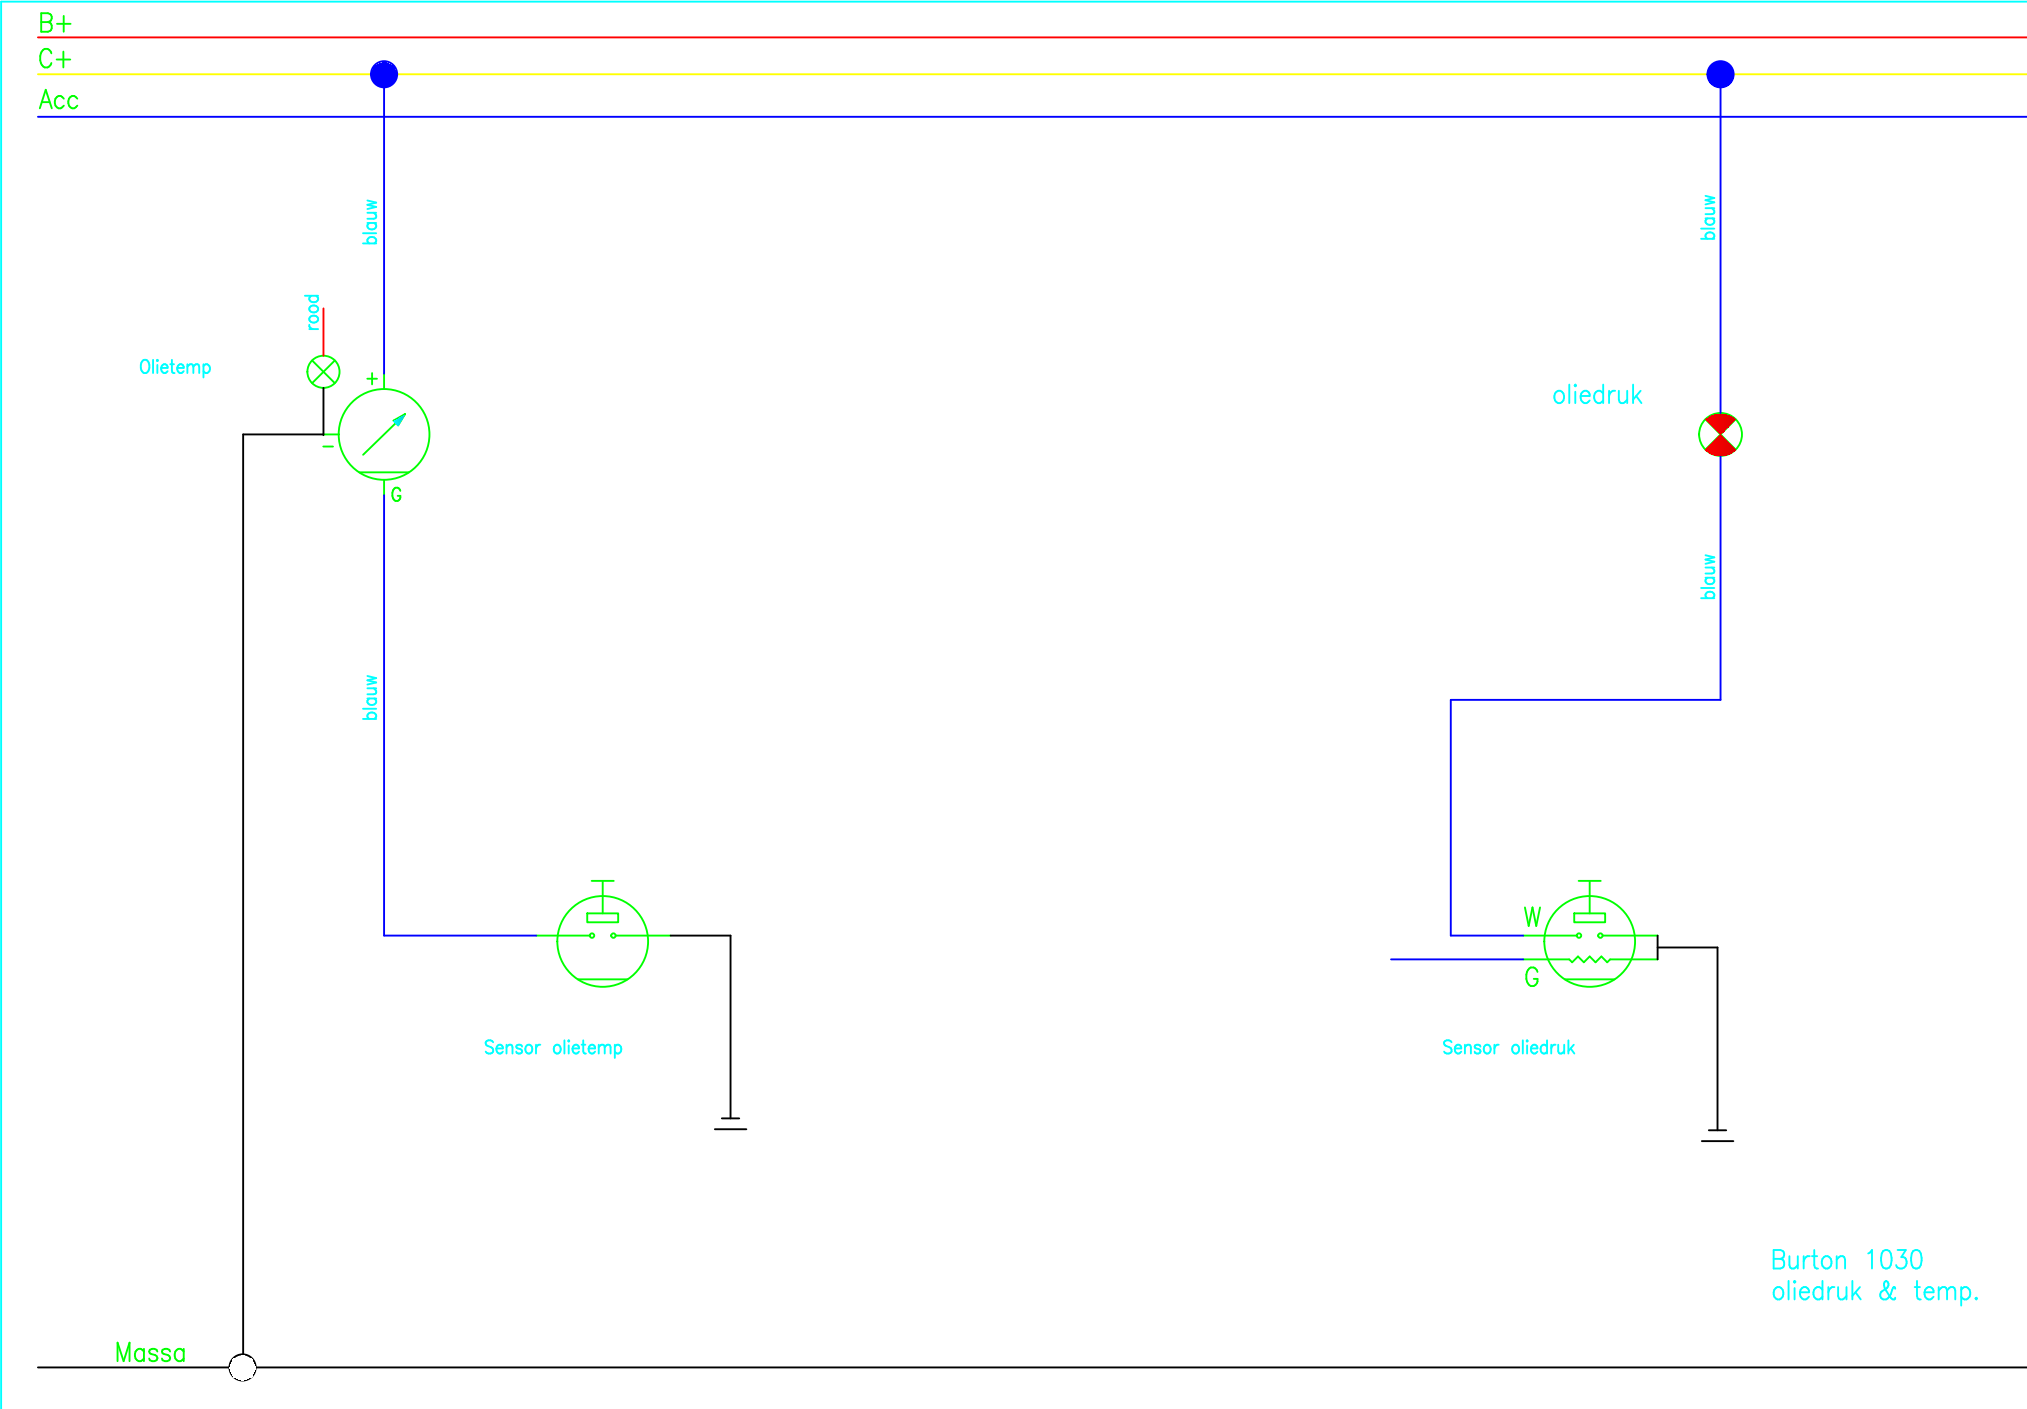 B+
C+
Acc
blauw
blauw
rood
Olietemp
+
oliedruk
-
G
blauw
blauw
W
G
Sensor olietemp
Sensor oliedruk
Burton 1030
oliedruk & temp.
Massa